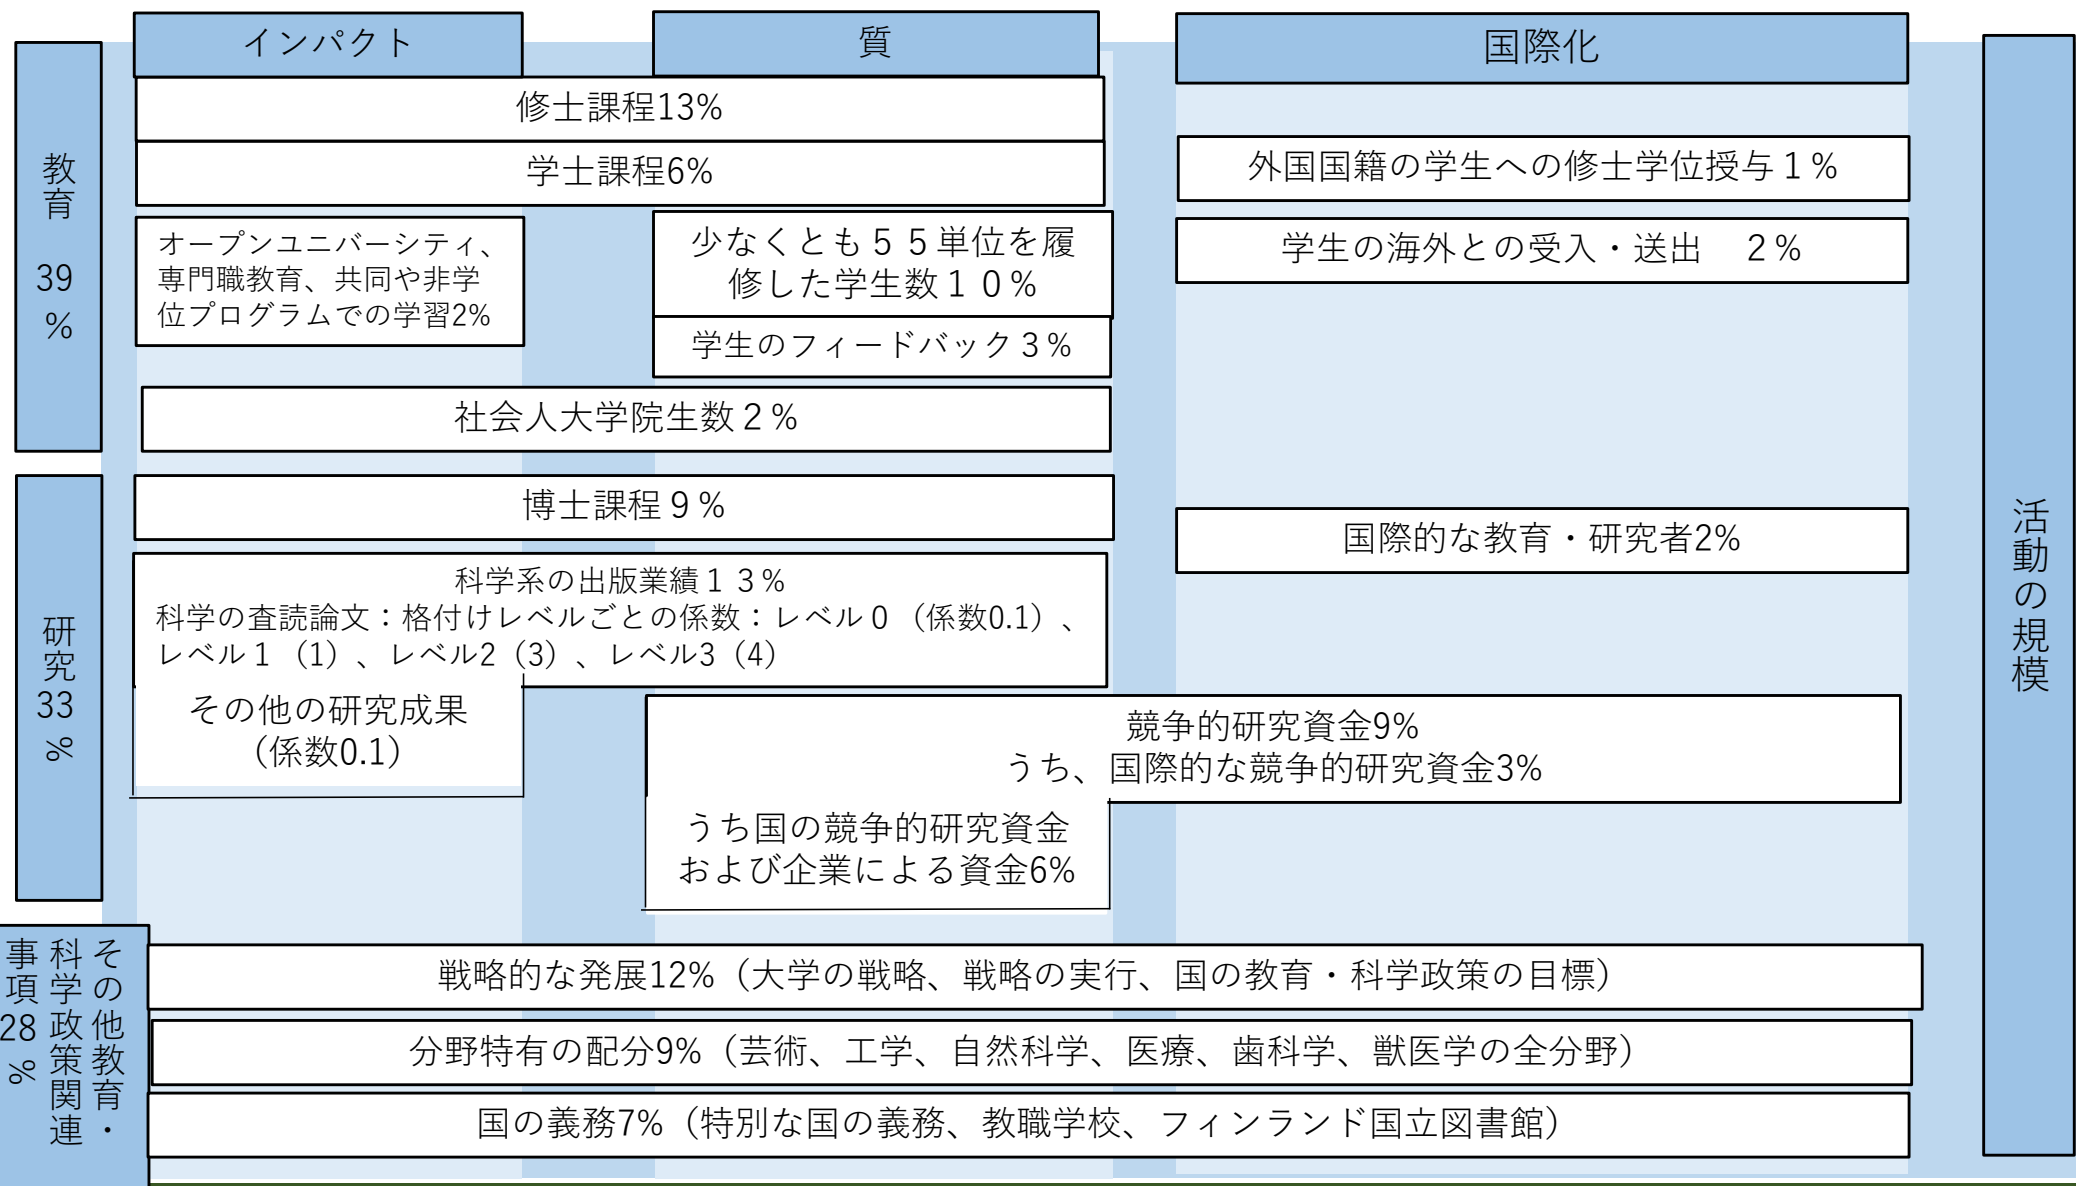 インパクト
質
国際化
教育 39%
修士課程13%
学士課程6%
外国国籍の学生への修士学位授与１%
オープンユニバーシティ、
専門職教育、共同や非学
位プログラムでの学習2%
少なくとも５５単位を履
修した学生数１０%
学生の海外との受入・送出　２%
学生のフィードバック３%
社会人大学院生数２%
研究33%
博士課程９%
国際的な教育・研究者2%
科学系の出版業績１３%
科学の査読論文：格付けレベルごとの係数：レベル０（係数0.1）、
レベル１（1）、レベル2（3）、レベル3（4）
その他の研究成果
（係数0.1）
競争的研究資金9%
うち、国際的な競争的研究資金3%
うち国の競争的研究資金
および企業による資金6%
その他教育・
科学政策関連
事項28%
戦略的な発展12%（大学の戦略、戦略の実行、国の教育・科学政策の目標）
分野特有の配分9%（芸術、工学、自然科学、医療、歯科学、獣医学の全分野）
国の義務7%（特別な国の義務、教職学校、フィンランド国立図書館）
活動の規模